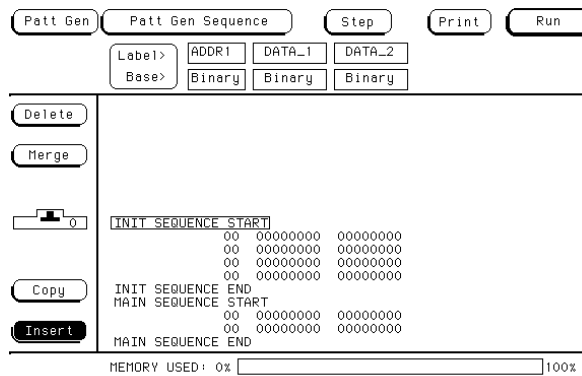 Patt Gen Patt Gen Sequence Step Print Run
Label> ADDR1 DATA_1 DATA_2
Base> Binary Binary Binary
Delete
Merge
0
INIT SEQUENCE START
00 00000000 00000000
00 00000000 00000000
00 00000000 00000000
00 00000000 00000000
Copy INIT SEQUENCE END
MAIN SEQUENCE START
00 00000000 00000000
Insert 00 00000000 00000000
MAIN SEQUENCE END
MEMORY USED: 0% 100%